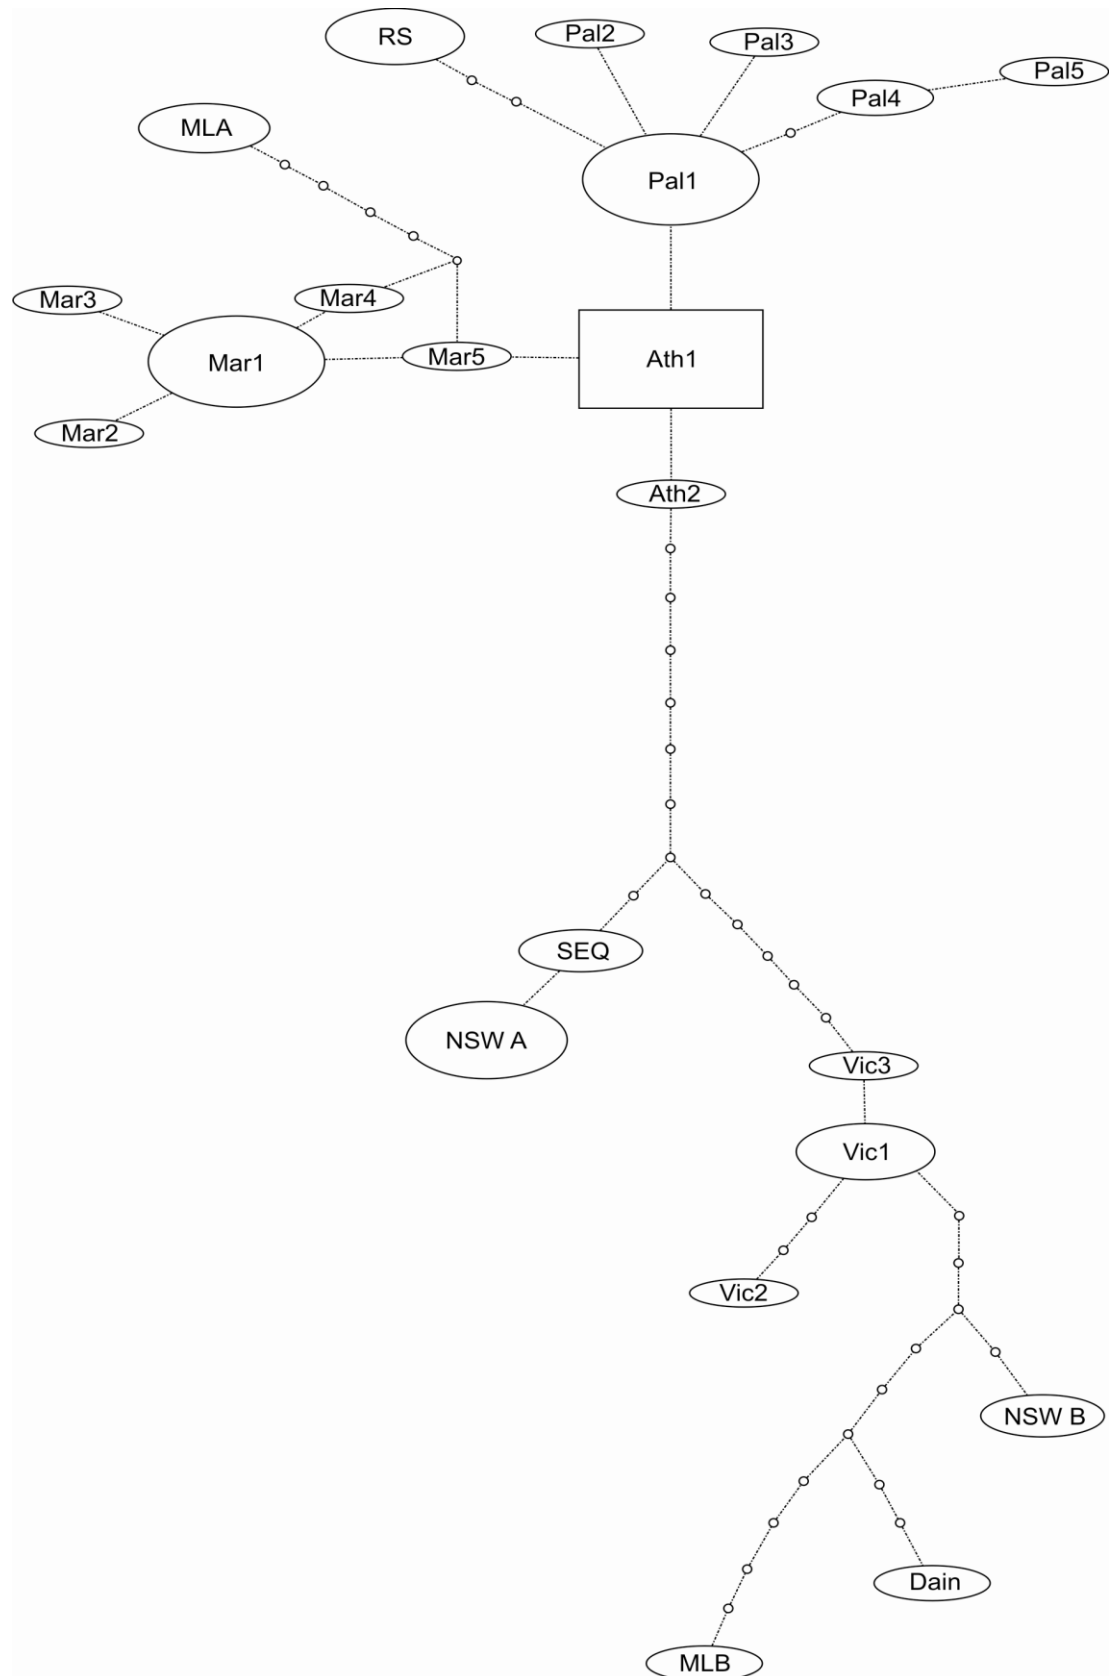 RS
Pal2
Pal3
Pal5
Pal4
MLA
Pal1
Mar3
Mar4
Mar1
Mar5
Ath1
Mar2
Ath2
SEQ
NSW A
Vic3
Vic1
Vic2
NSW B
Dain
MLB